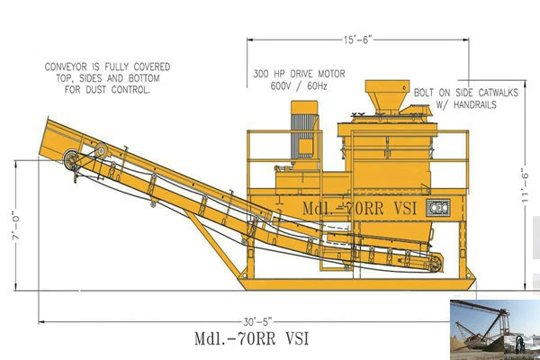 15'-6"
CONVEYOR IS FULLY COVERED
TOP, SIDES AND BOTTOM
FOR DUST CONTROL.
300 HP DRIVE MOTOR
600V / 60Hz
BOLT ON SIDE CATWALKS
W/ HANDRAILS
11'-6"
7'-0"
Mdl.-70RR VSI
30'-5"
Mdl.-70RR VSI